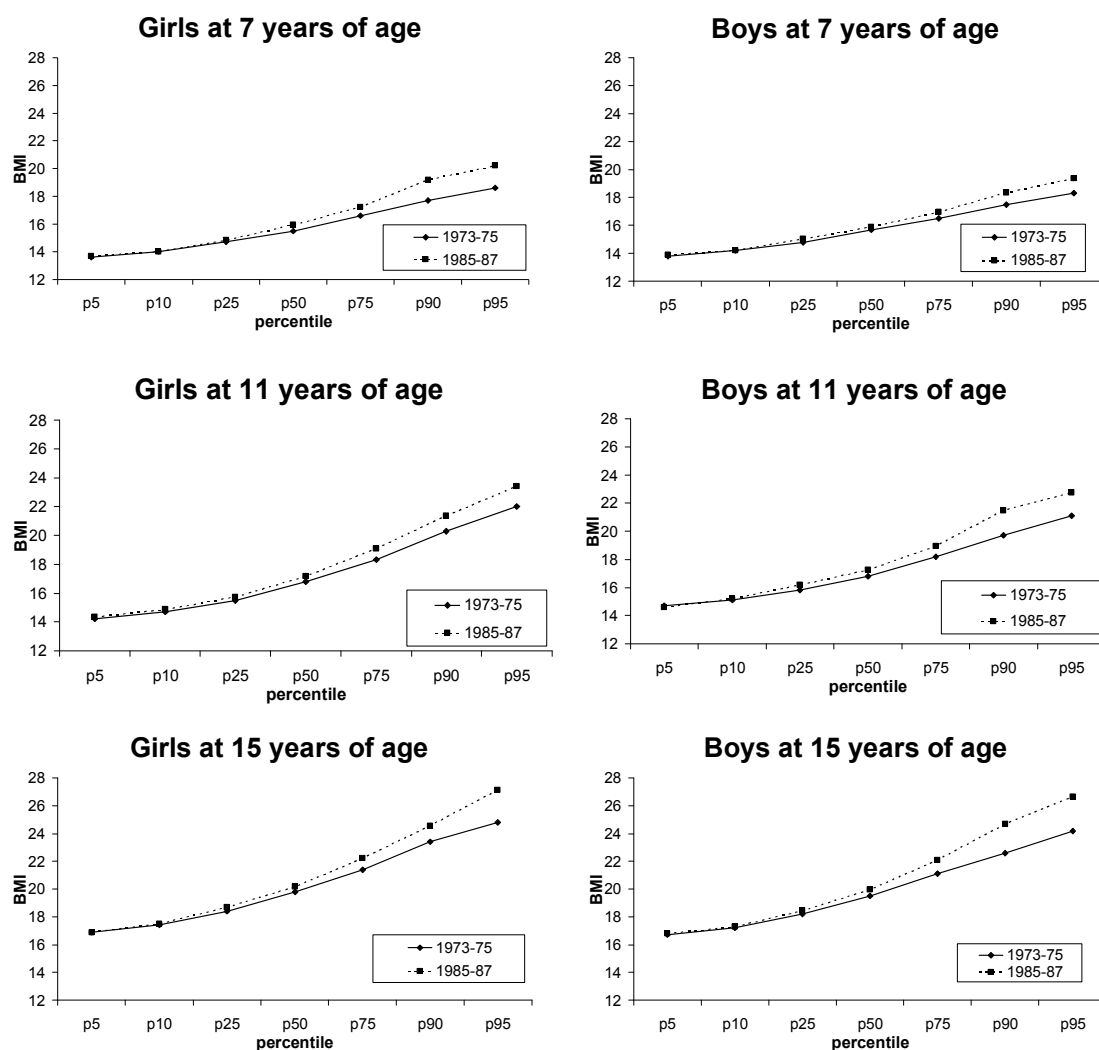 Girls at 7 years of age
28
26
24
22
20
18
16
14
12
BMI
1973-75
1985-87
p5 p10 p25 p50 p75 p90 p95
percentile
Boys at 7 years of age
28
26
24
22
20
18
16
14
12
BMI
1973-75
1985-87
p5 p10 p25 p50 p75 p90 p95
percentile
Girls at 11 years of age
28
26
24
22
20
18
16
14
12
BMI
1973-75
1985-87
p5 p10 p25 p50 p75 p90 p95
percentile
Boys at 11 years of age
28
26
24
22
20
18
16
14
12
BMI
1973-75
1985-87
p5 p10 p25 p50 p75 p90 p95
percentile
Girls at 15 years of age
28
26
24
22
20
18
16
14
12
BMI
1973-75
1985-87
p5 p10 p25 p50 p75 p90 p95
percentile
Boys at 15 years of age
28
26
24
22
20
18
16
14
12
BMI
1973-75
1985-87
p5 p10 p25 p50 p75 p90 p95
percentile